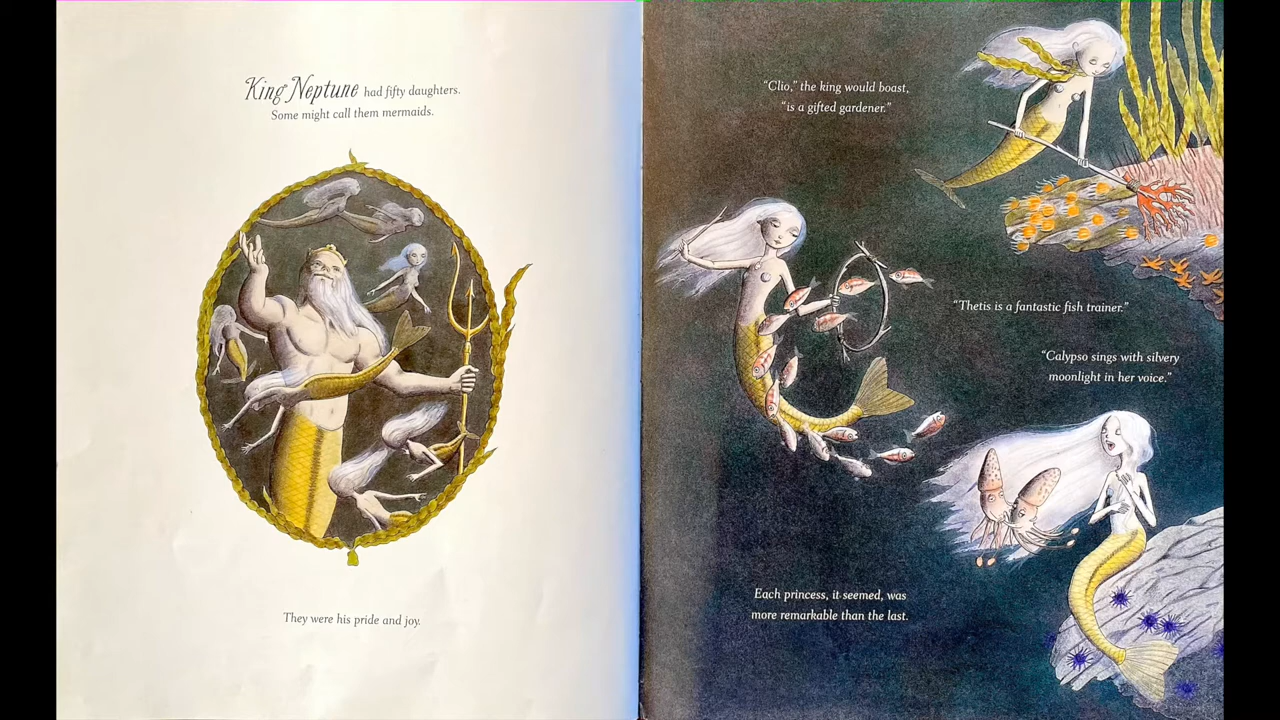 King Neptune had fifty daughters.
Some might call them mermaids.
They were his pride and joy.
“Clio,” the king would boast,
“is a gifted gardener.”
“Thetis is a fantastic fish trainer.”
“Calypso sings with silvery
moonlight in her voice.”
Each princess, it seemed, was
more remarkable than the last.